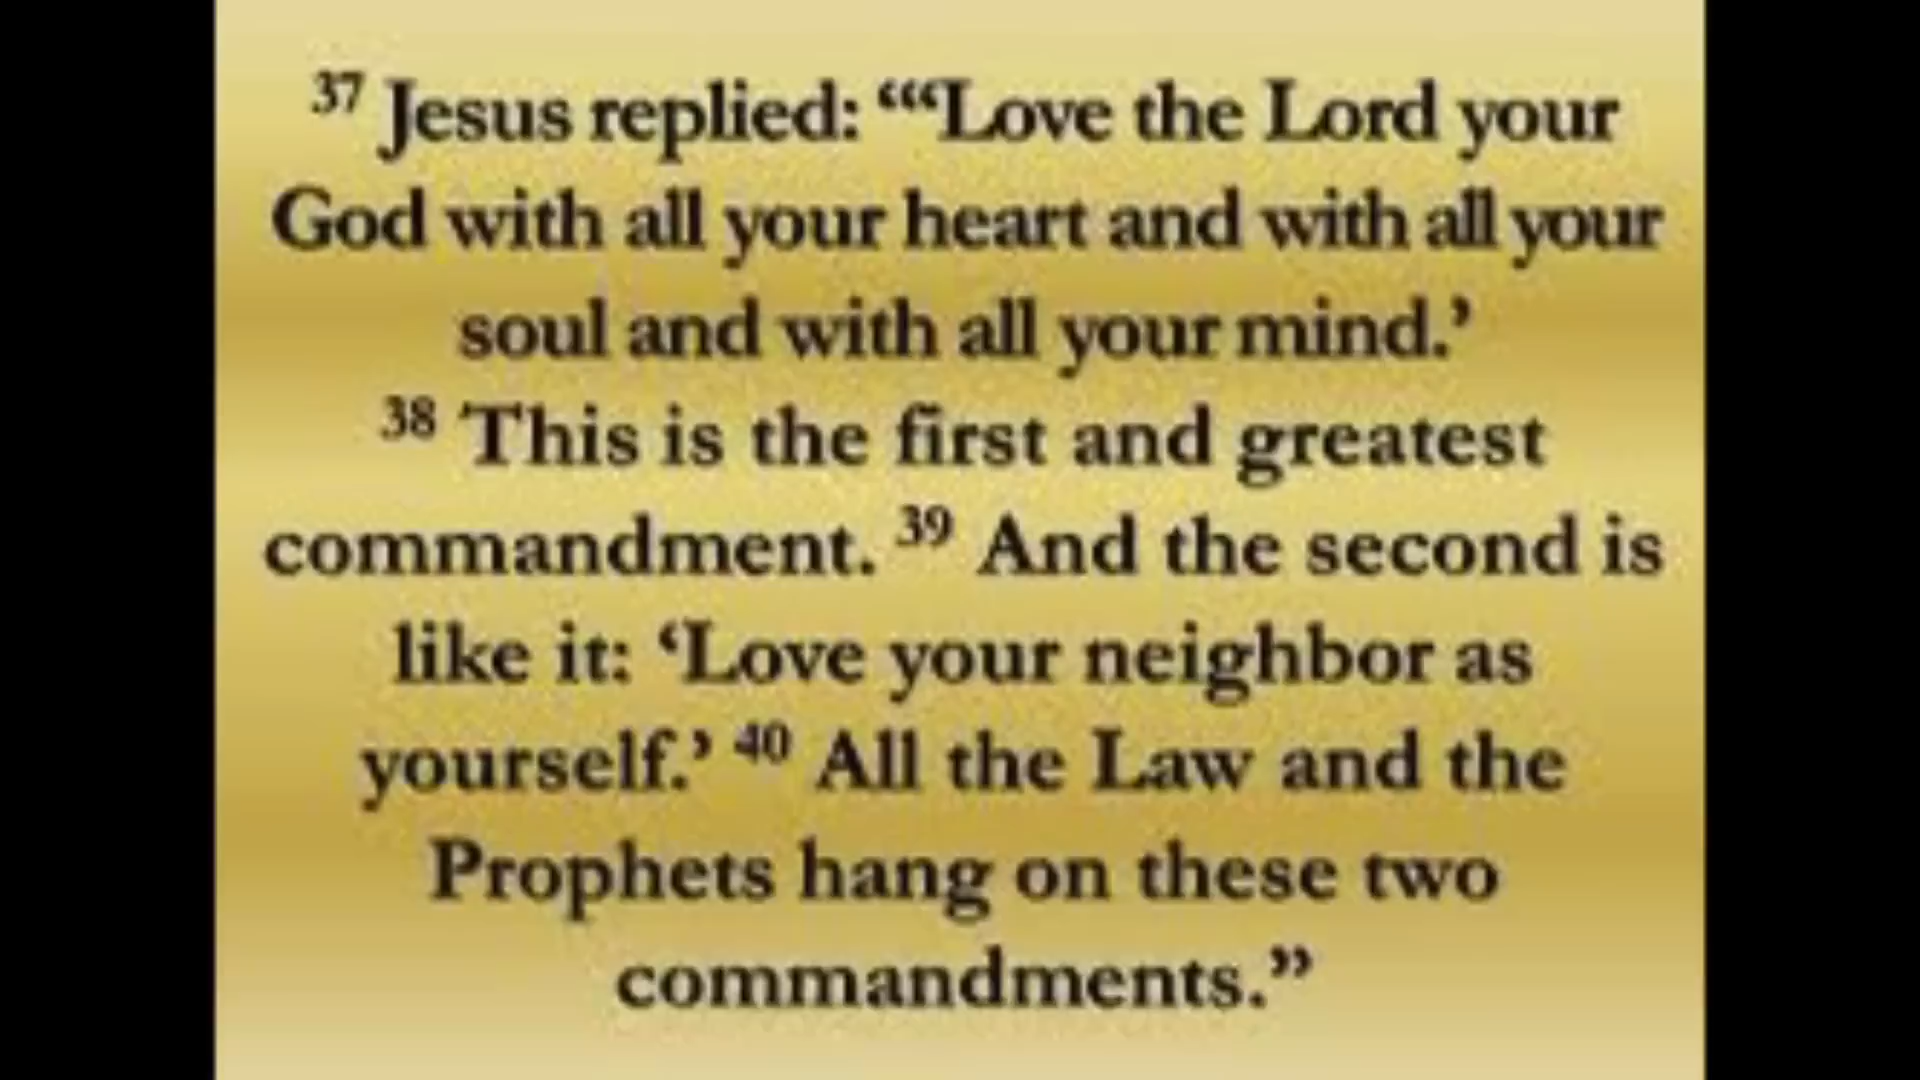 37 Jesus replied: “‘Love the Lord your
God with all your heart and with all your
soul and with all your mind.’
38 This is the first and greatest
commandment. 39 And the second is
like it: ‘Love your neighbor as
yourself.’ 40 All the Law and the
Prophets hang on these two
commandments.”